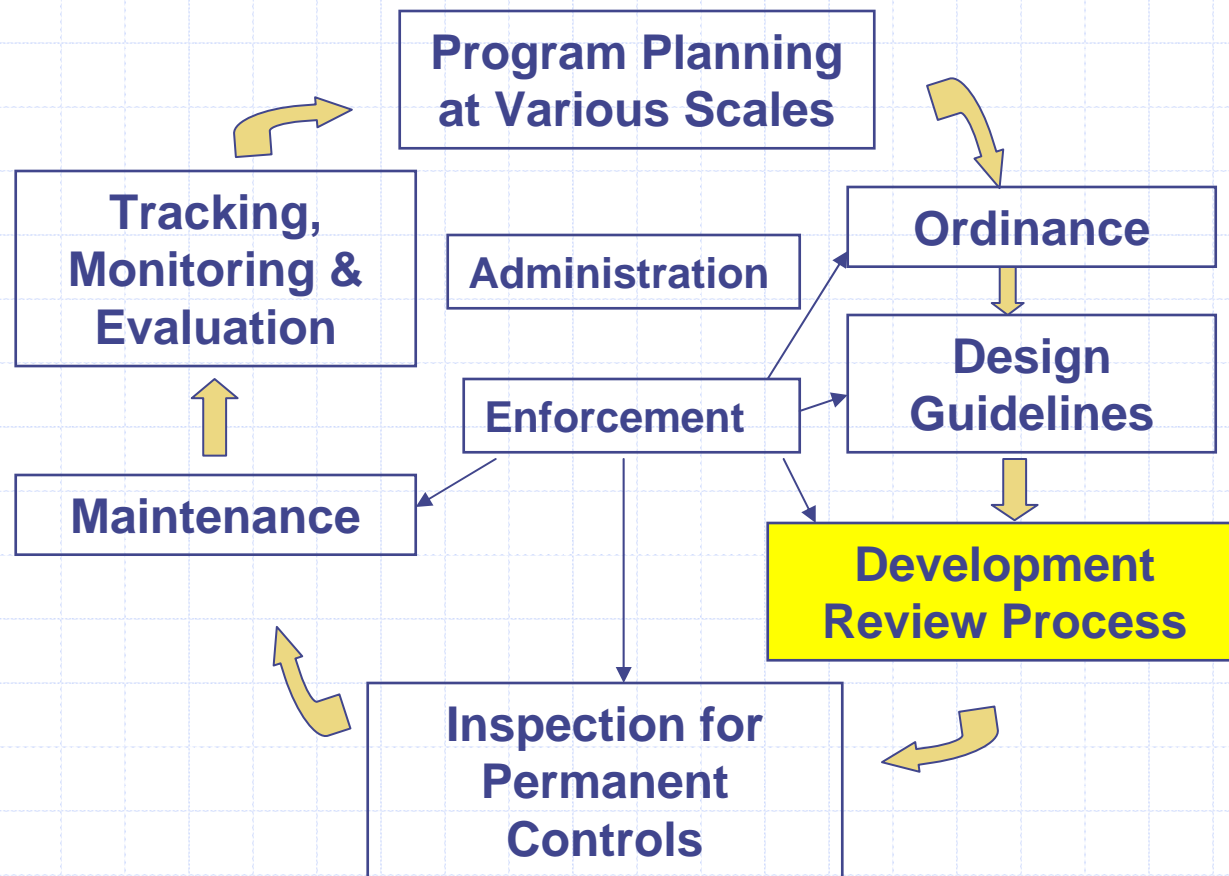 Program Planning
at Various Scales
Tracking,
Monitoring &
Evaluation
Administration
Ordinance
Design
Guidelines
Enforcement
Maintenance
Development
Review Process
Inspection for
Permanent
Controls